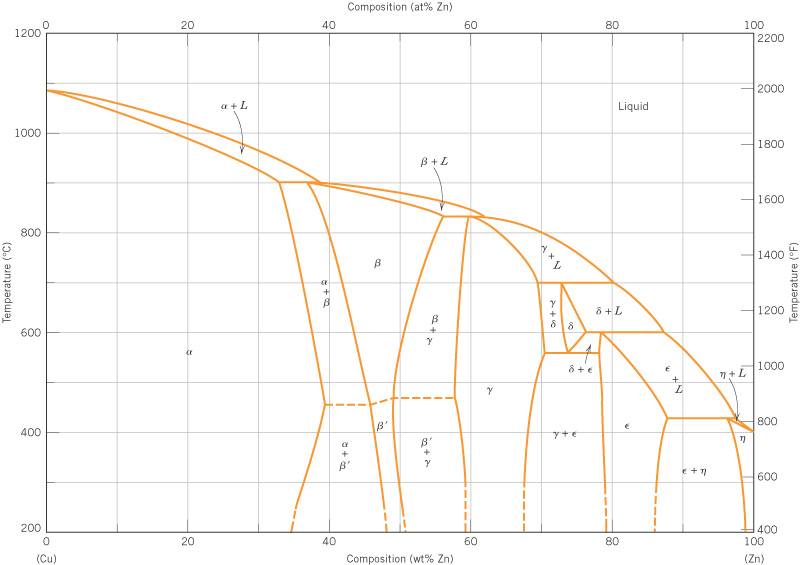 Composition (at% Zn)
0 20 40 60 80 100
1200 2200
Temperature (°C)
Temperature (°F)
2000
α + L
Liquid
1000
1800
β + L
1600
800
γ
+
L
1400
β
α
+
β
β
+
γ
γ
+
δ
δ
δ + L
1200
600
α
δ + ϵ
1000
γ
ϵ
+
L
η + L
400
β′
γ + ϵ
ϵ
η
800
α
+
β′
β′
+
γ
ϵ + η
600
200
400
0 20 40 60 80 100
(Cu) Composition (wt% Zn) (Zn)